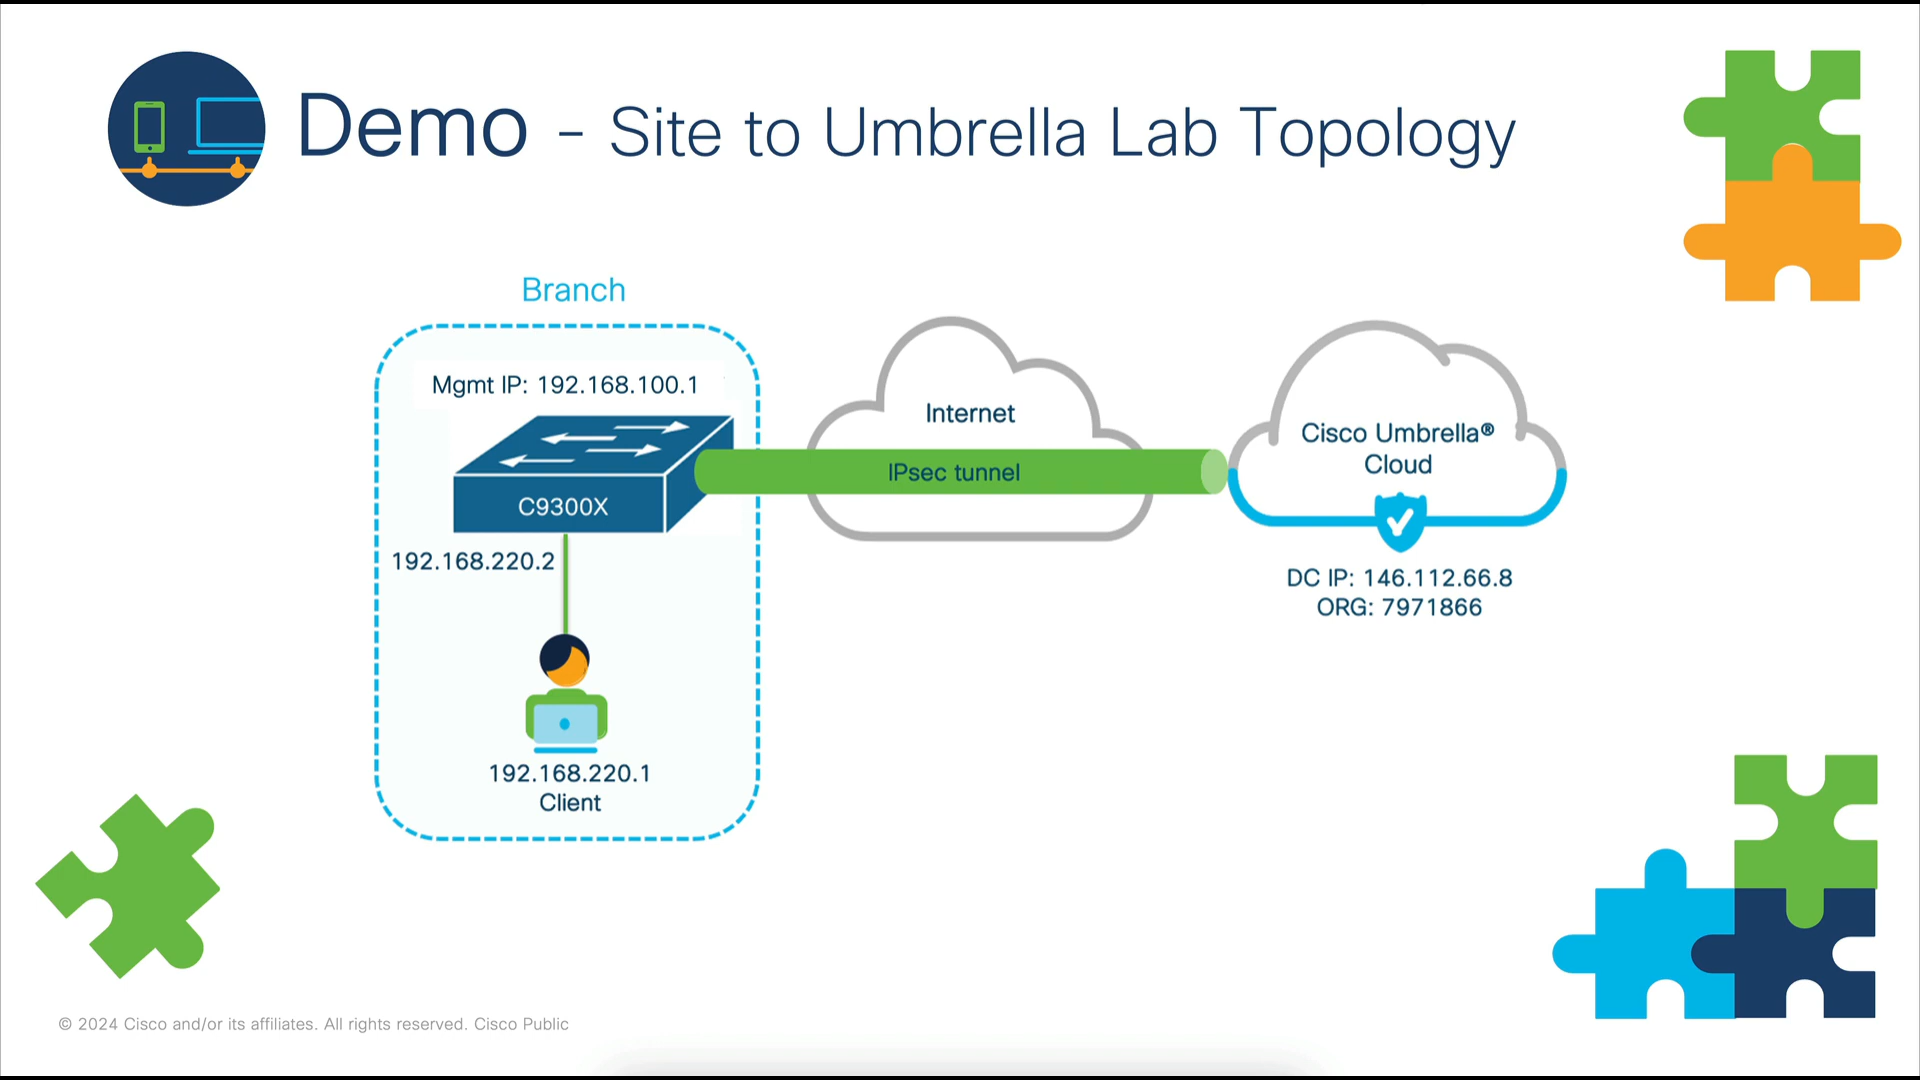 Demo - Site to Umbrella Lab Topology
Branch
Mgmt IP: 192.168.100.1
C9300X
192.168.220.2
192.168.220.1
Client
Internet
IPsec tunnel
Cisco Umbrella®
Cloud
DC IP: 146.112.66.8
ORG: 7971866
© 2024 Cisco and/or its affiliates. All rights reserved. Cisco Public